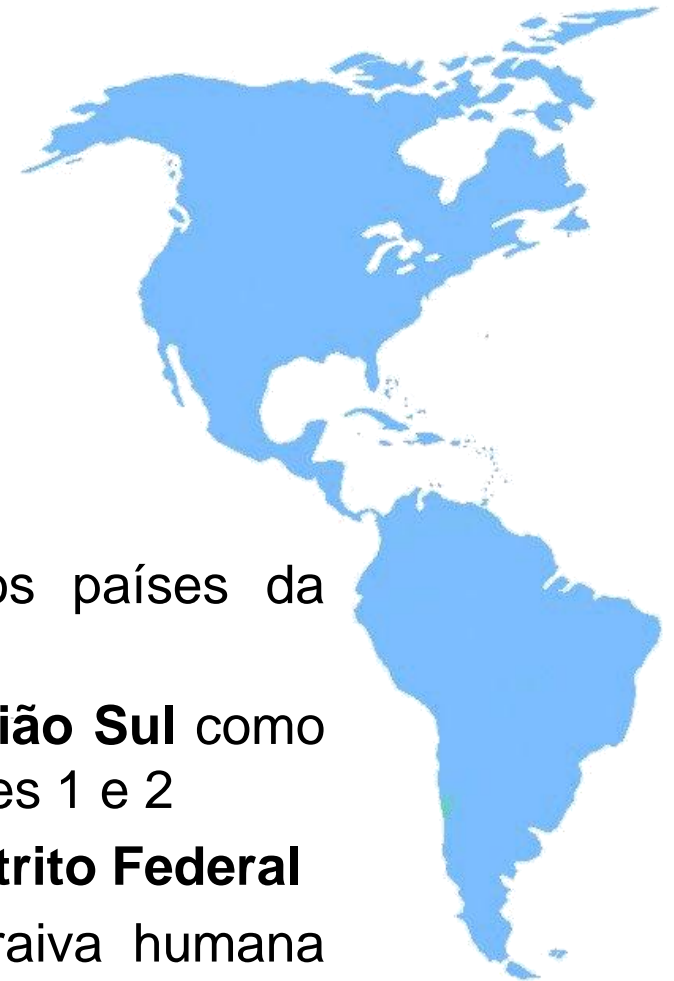 os países da
ião Sul como
es 1 e 2
trito Federal
raiva humana